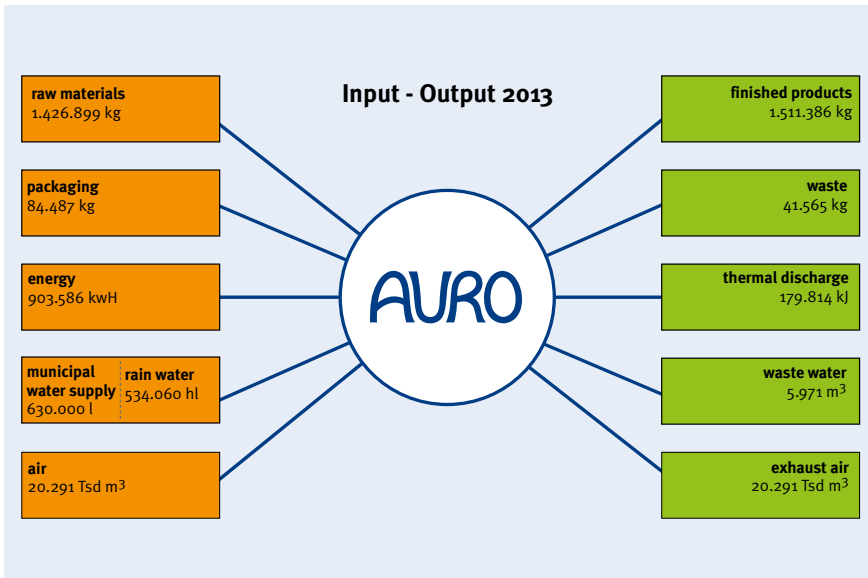 Input - Output 2013
raw materials
1.426.899 kg
packaging
84.487 kg
energy
903.586 kwH
municipal
water supply
630.000 l
rain water
534.060 hl
air
20.291 Tsd m³
AURO
finished products
1.511.386 kg
waste
41.565 kg
thermal discharge
179.814 kJ
waste water
5.971 m³
exhaust air
20.291 Tsd m³